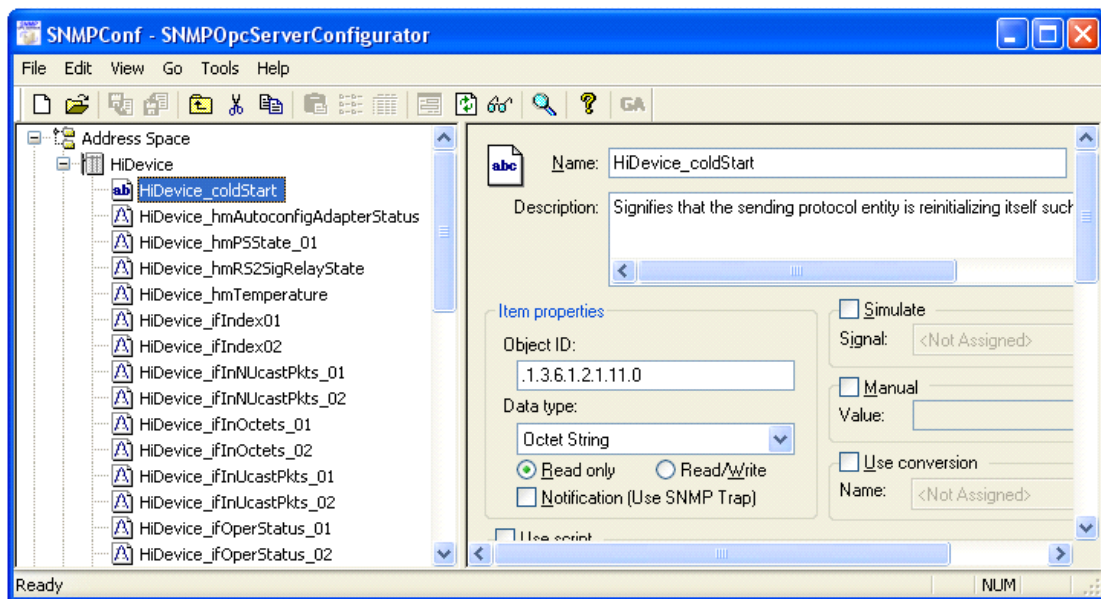 SNMPConf - SNMPOpcServerConfigurator
File Edit View Go Tools Help
GA
Address Space
HiDevice
HiDevice_coldStart
HiDevice_hmAutoconfigAdapterStatus
HiDevice_hmPSState_01
HiDevice_hmRS2SigRelayState
HiDevice_hmTemperature
HiDevice_ifIndex01
HiDevice_ifIndex02
HiDevice_ifInNUcastPkts_01
HiDevice_ifInNUcastPkts_02
HiDevice_ifInOctets_01
HiDevice_ifInOctets_02
HiDevice_ifInUcastPkts_01
HiDevice_ifInUcastPkts_02
HiDevice_ifOperStatus_01
HiDevice_ifOperStatus_02
abc Name: HiDevice_coldStart
Description: Signifies that the sending protocol entity is reinitializing itself such
Item properties
Object ID:
.1.3.6.1.2.1.11.0
Data type:
Octet String
Read only Read/Write
Notification (Use SNMP Trap)
Use script
Simulate
Signal: <Not Assigned>
Manual
Value:
Use conversion
Name: <Not Assigned>
Ready NUM